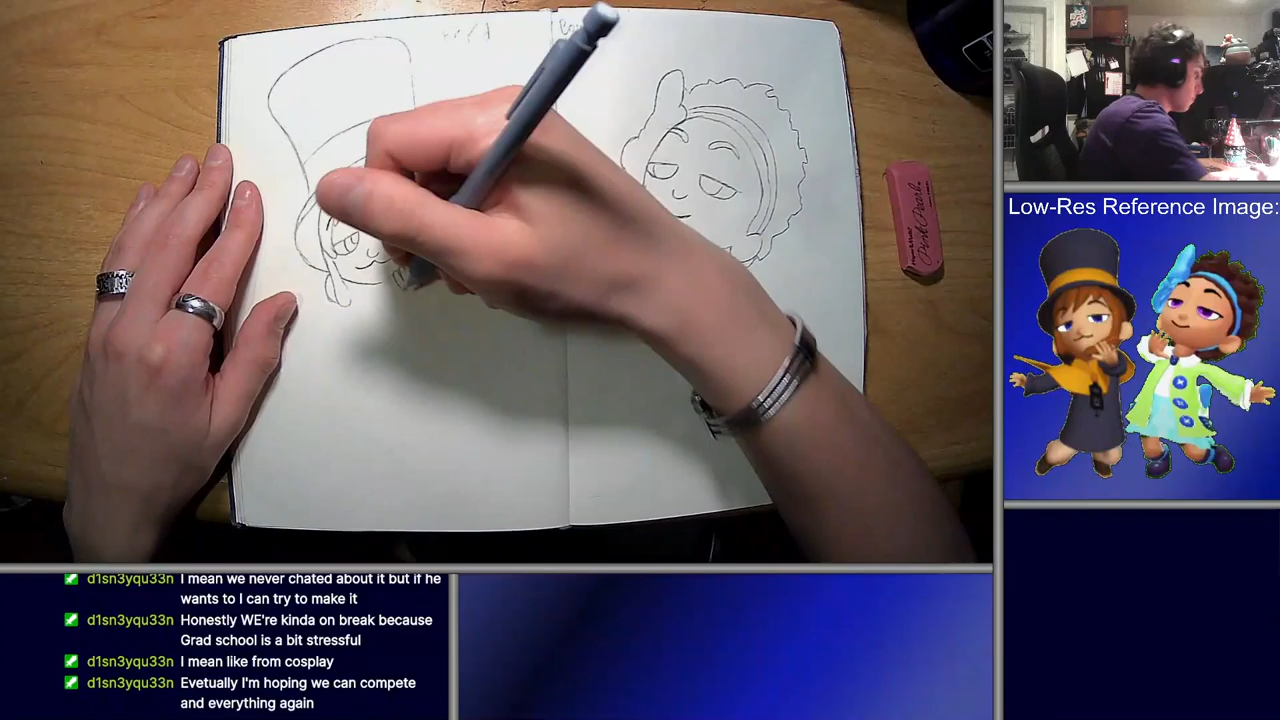 Low-Res Reference Image:
Pink Pearl
d1sn3yqu33n I mean we never chated about it but if he
wants to I can try to make it
d1sn3yqu33n Honestly WE're kinda on break because
Grad school is a bit stressful
d1sn3yqu33n I mean like from cosplay
d1sn3yqu33n Evetually I'm hoping we can compete
and everything again